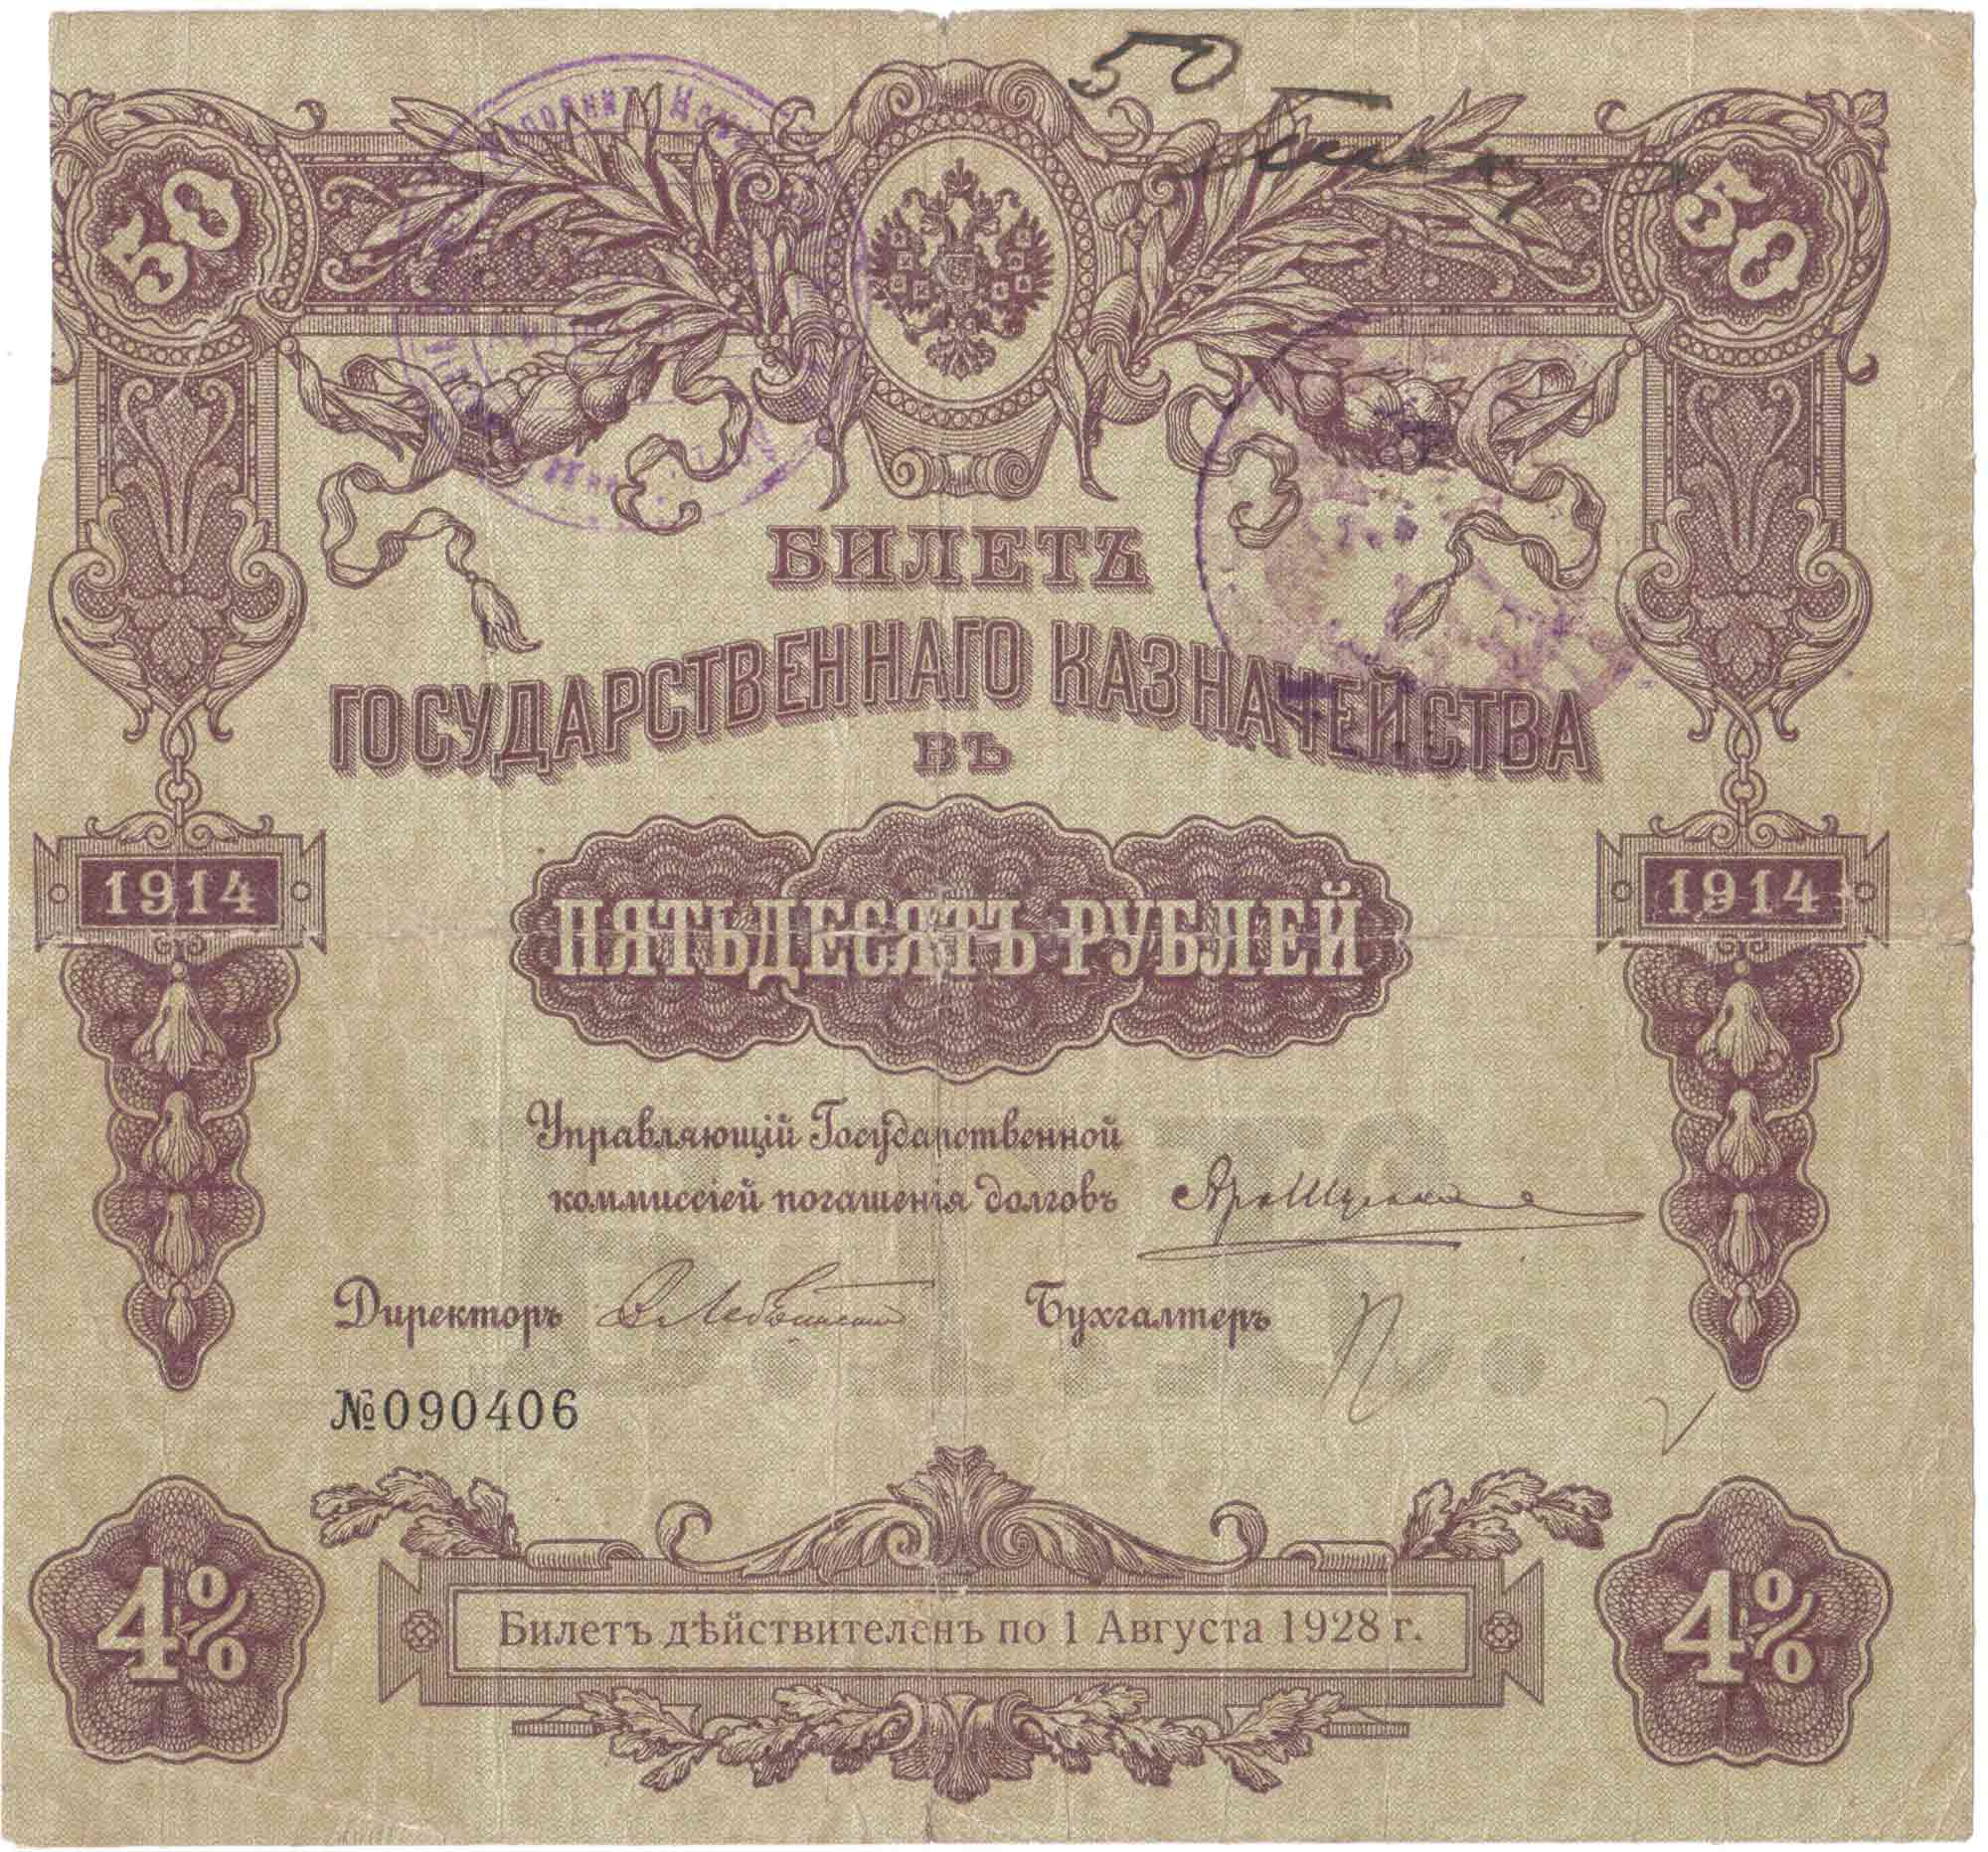 50
50
50
БИЛЕТЪ
ГОСУДАРСТВЕННАГО КАЗНАЧЕЙСТВА
ВЪ
1914
1914
ПЯТЬДЕСЯТЪ РУБЛЕЙ
Управляющій Государственной
коммиссіей погашенія долговъ
Директоръ
Бухгалтеръ
№090406
4%
4%
Билетъ дѣйствителенъ по 1 Августа 1928 г.